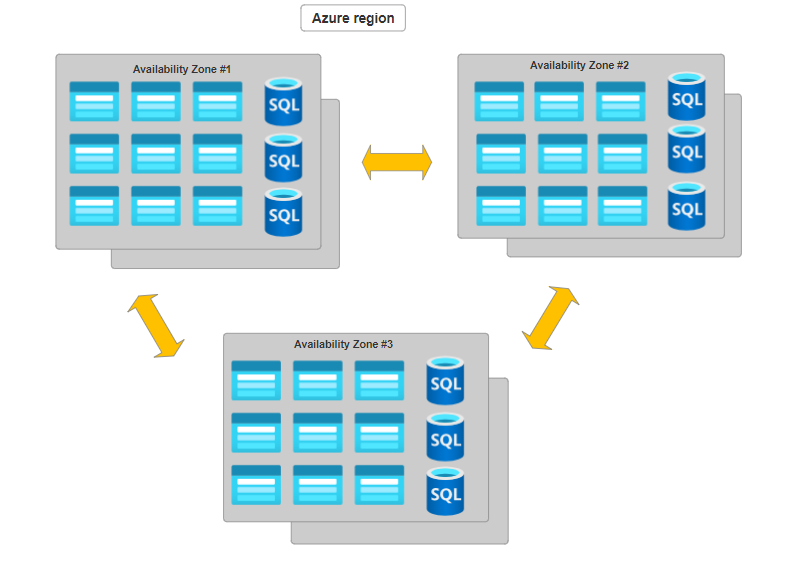 Azure region
Availability Zone #1
SQL
SQL
SQL
Availability Zone #2
SQL
SQL
SQL
Availability Zone #3
SQL
SQL
SQL